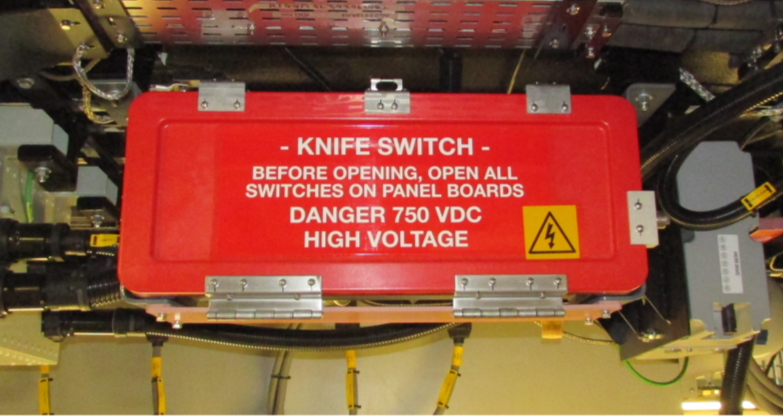 - KNIFE SWITCH -
BEFORE OPENING, OPEN ALL
SWITCHES ON PANEL BOARDS
DANGER 750 VDC
HIGH VOLTAGE